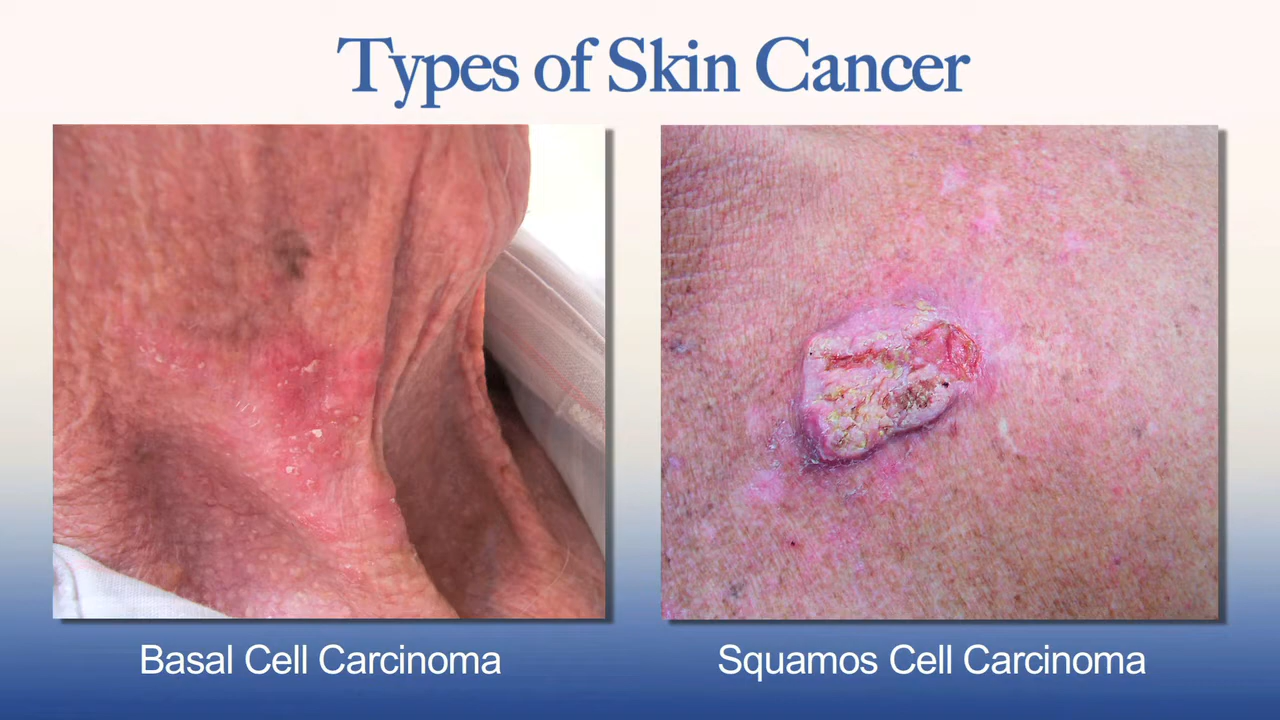 Types of Skin Cancer
Basal Cell Carcinoma
Squamos Cell Carcinoma